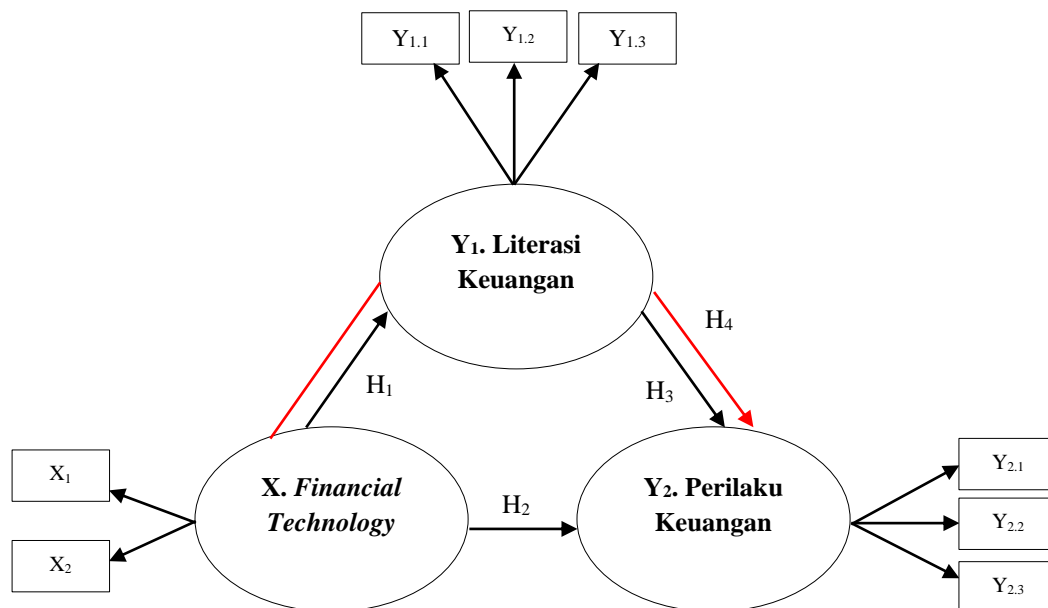 Y₁.₁
Y₁.₂
Y₁.₃
Y₁. Literasi
Keuangan
H₄
H₁
H₃
X₁
X₂
X. Financial
Technology
H₂
Y₂. Perilaku
Keuangan
Y₂.₁
Y₂.₂
Y₂.₃